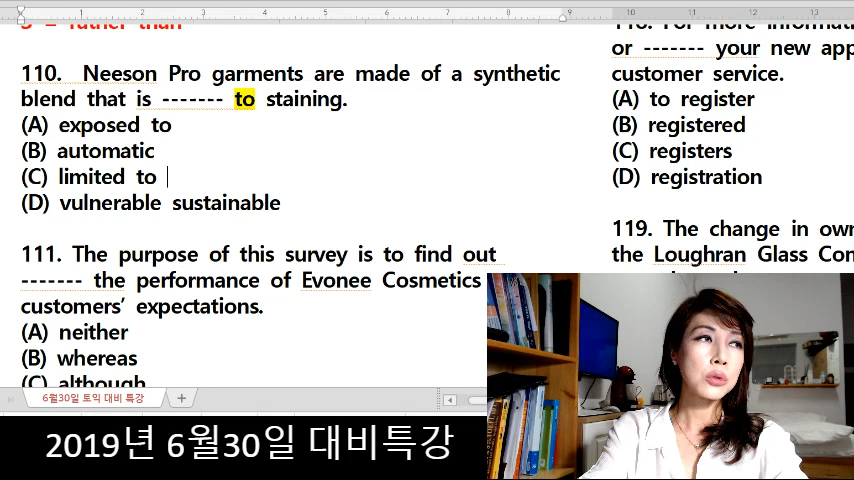 3 = rather than
110. Neeson Pro garments are made of a synthetic
blend that is ------- to staining.
(A) exposed to
(B) automatic
(C) limited to
(D) vulnerable sustainable
111. The purpose of this survey is to find out
------- the performance of Evonee Cosmetics
customers’ expectations.
(A) neither
(B) whereas
(C) although
or ------- your new app
customer service.
(A) to register
(B) registered
(C) registers
(D) registration
119. The change in own
the Loughran Glass Con
6월30일 토익 대비 특강
2019년 6월30일 대비특강